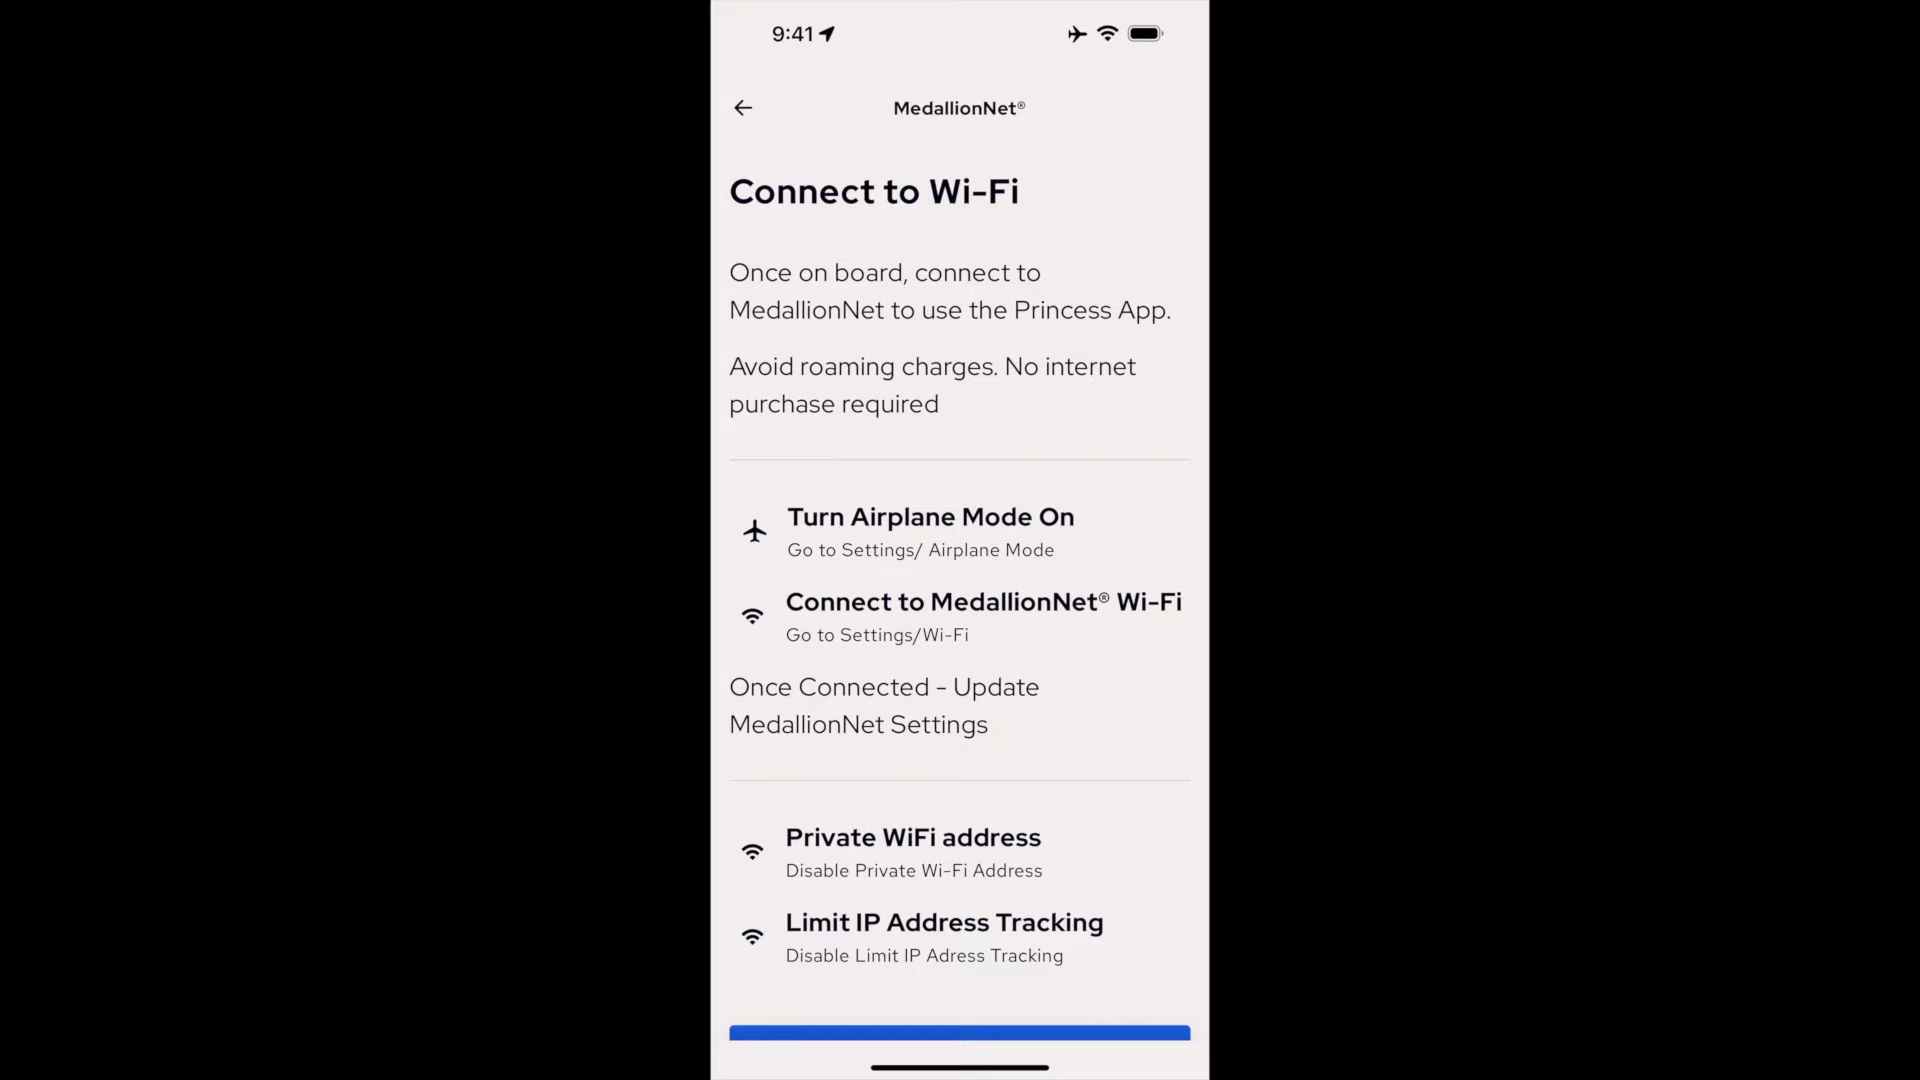 9:41
MedallionNet®
Connect to Wi-Fi
Once on board, connect to
MedallionNet to use the Princess App.
Avoid roaming charges. No internet
purchase required
Turn Airplane Mode On
Go to Settings/ Airplane Mode
Connect to MedallionNet® Wi-Fi
Go to Settings/Wi-Fi
Once Connected - Update
MedallionNet Settings
Private WiFi address
Disable Private Wi-Fi Address
Limit IP Address Tracking
Disable Limit IP Adress Tracking